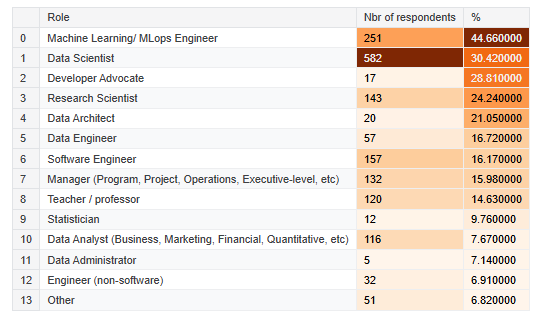 Role Nbr of respondents %
0 Machine Learning/ MLops Engineer 251 44.660000
1 Data Scientist 582 30.420000
2 Developer Advocate 17 28.810000
3 Research Scientist 143 24.240000
4 Data Architect 20 21.050000
5 Data Engineer 57 16.720000
6 Software Engineer 157 16.170000
7 Manager (Program, Project, Operations, Executive-level, etc) 132 15.980000
8 Teacher / professor 120 14.630000
9 Statistician 12 9.760000
10 Data Analyst (Business, Marketing, Financial, Quantitative, etc) 116 7.670000
11 Data Administrator 5 7.140000
12 Engineer (non-software) 32 6.910000
13 Other 51 6.820000